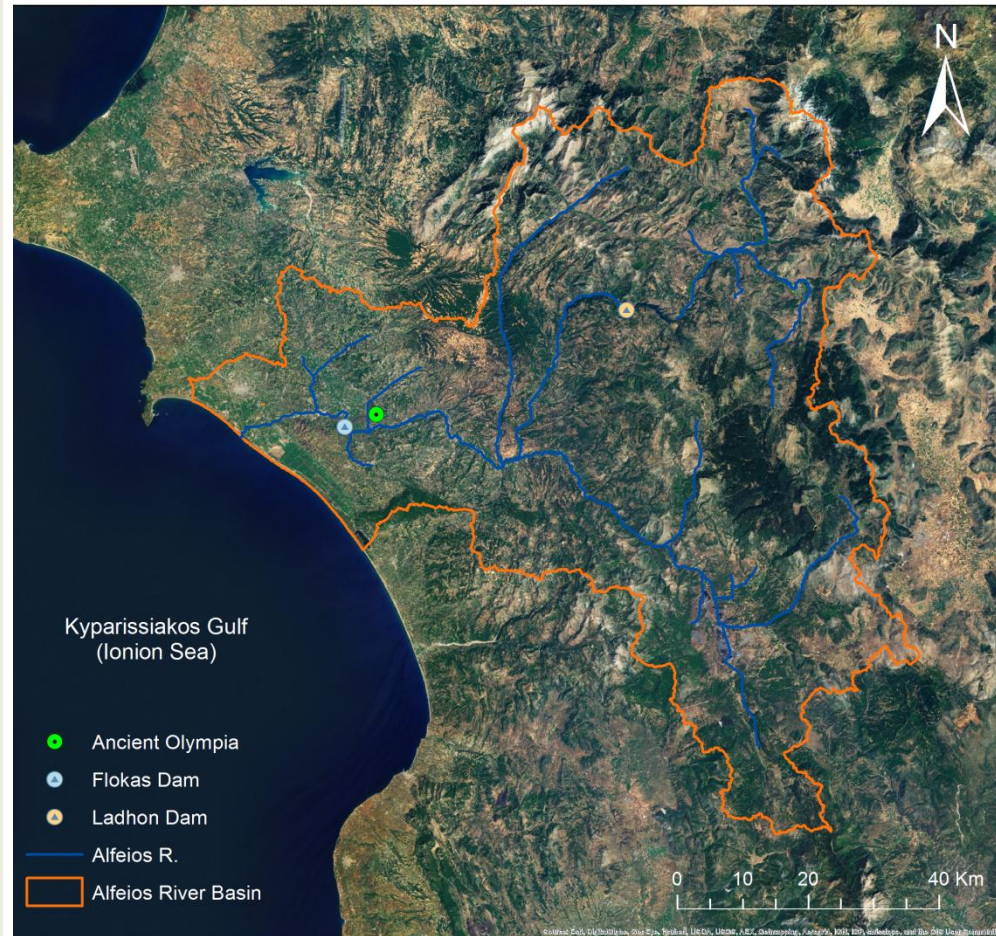 N
Kyparissiakos Gulf
(Ionion Sea)
Ancient Olympia
Flokas Dam
Ladhon Dam
Alfeios R.
Alfeios River Basin
0 10 20 40 Km